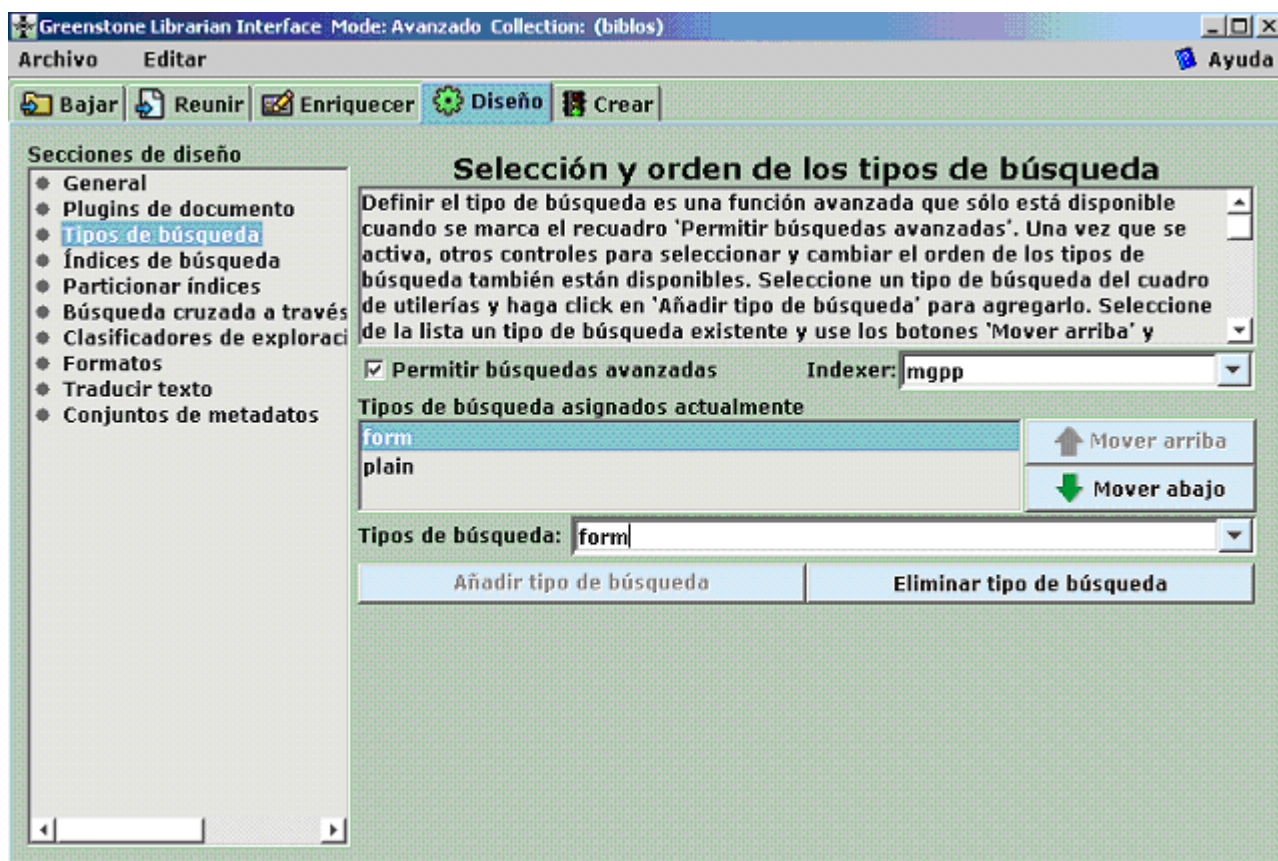 Greenstone Librarian Interface Mode: Avanzado Collection: (biblos)
Archivo Editar Ayuda
Bajar Reunir Enriquecer Diseño Crear
Secciones de diseño
General
Plugins de documento
Tipos de búsqueda
Índices de búsqueda
Particionar índices
Búsqueda cruzada a través
Clasificadores de exploraci
Formatos
Traducir texto
Conjuntos de metadatos
Selección y orden de los tipos de búsqueda
Definir el tipo de búsqueda es una función avanzada que sólo está disponible
cuando se marca el recuadro 'Permitir búsquedas avanzadas'. Una vez que se
activa, otros controles para seleccionar y cambiar el orden de los tipos de
búsqueda también están disponibles. Seleccione un tipo de búsqueda del cuadro
de utilerías y haga click en 'Añadir tipo de búsqueda' para agregarlo. Seleccione
de la lista un tipo de búsqueda existente y use los botones 'Mover arriba' y
Permitir búsquedas avanzadas Indexer: mgpp
Tipos de búsqueda asignados actualmente
form
plain
Mover arriba
Mover abajo
Tipos de búsqueda: form
Añadir tipo de búsqueda Eliminar tipo de búsqueda